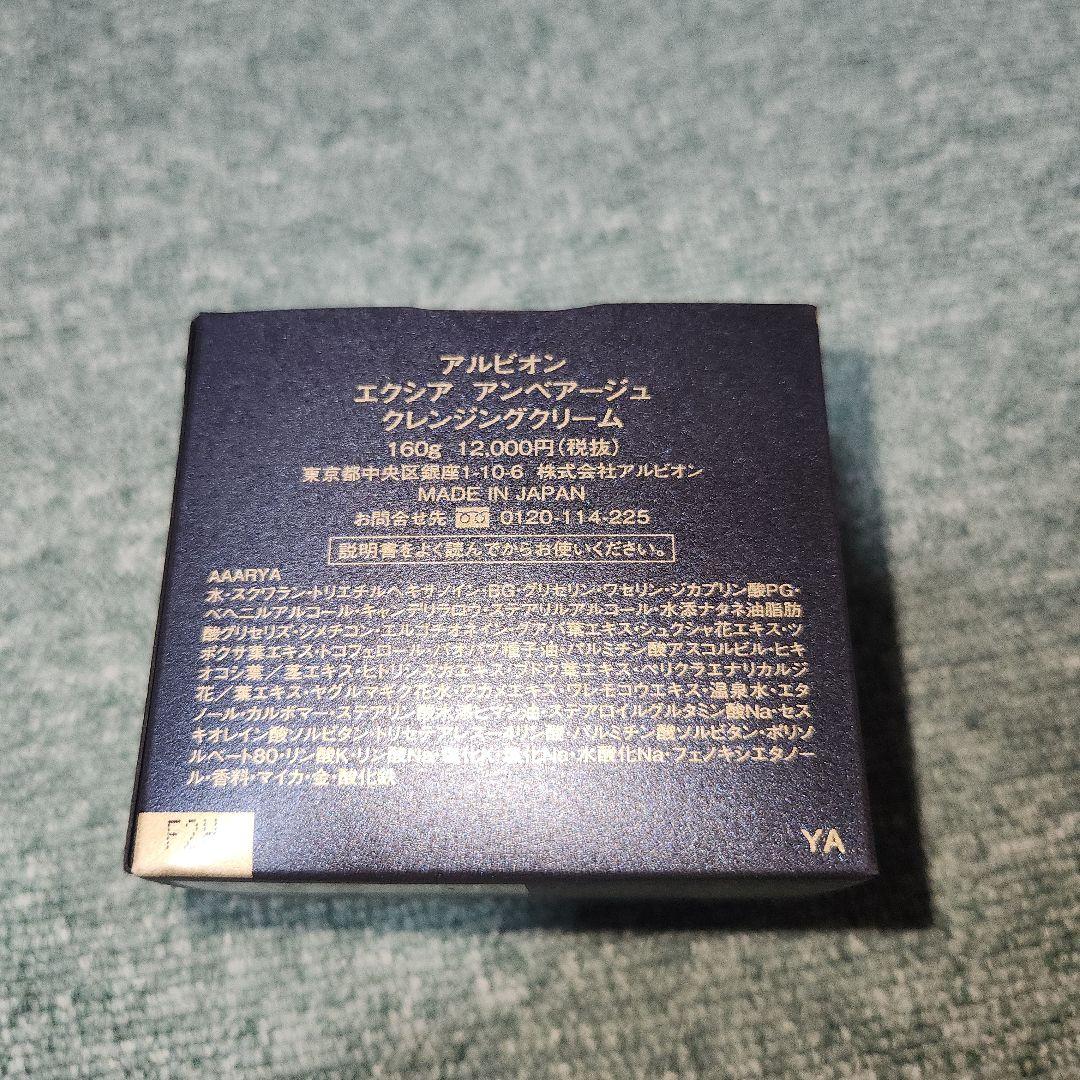 アルビオン
エクシア アンベアージュ
クレンジングクリーム
160g 12,000円(税抜)
東京都中央区銀座1-10-6 株式会社アルビオン
MADE IN JAPAN
お問合せ先 0120-114-225
説明書をよく読んでからお使いください。
AAARYA
水・スクワラン・トリエチルヘキサノイン・BG・グリセリン・ワセリン・ジカプリン酸PG・
ベヘニルアルコール・キャンデリラロウ・ステアリルアルコール・水添ナタネ油脂肪
酸グリセリズ・ジメチコン・エルゴチオネイン・グアバ葉エキス・シュクシャ花エキス・ツ
ボクサ葉エキス・トコフェロール・バオバブ種子油・パルミチン酸アスコルビル・ヒキ
オコシ葉/茎エキス・ヒドリンスガエキス・ブドウ葉エキス・ペリクラエナリカルジ
花/葉エキス・ヤグルマギク花水・ワカメエキス・ワレモコウエキス・温泉水・エタ
ノール・カルボマー・ステアリン酸水添ヒマシ油・ステアロイルグルタミン酸Na・セス
キオレイン酸ソルビタン・トリセテアレス-4リン酸・パルミチン酸ソルビタン・ポリソ
ルベート80・リン酸K・リン酸Na・水酸化Na・フェノキシエタノー
ル・香料・マイカ・金・酸化鉄
YA